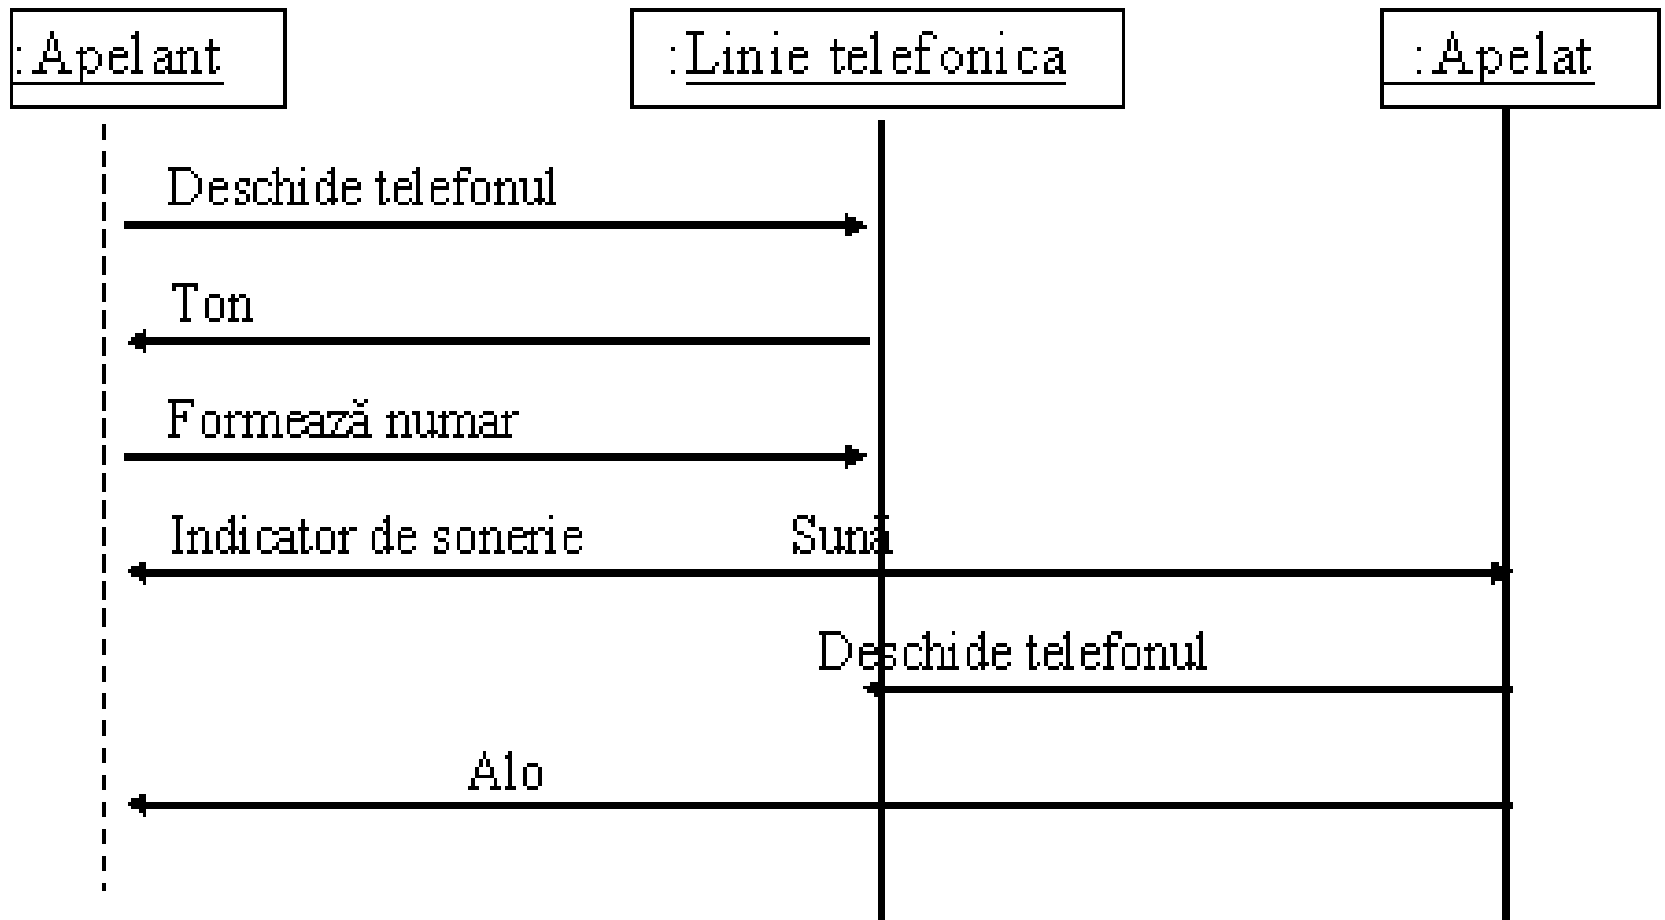 :Apelant
:Linie telefonica
:Apelat
Deschide telefonul
Ton
Formează numar
Indicator de sonerie
Sună
Deschide telefonul
Alo